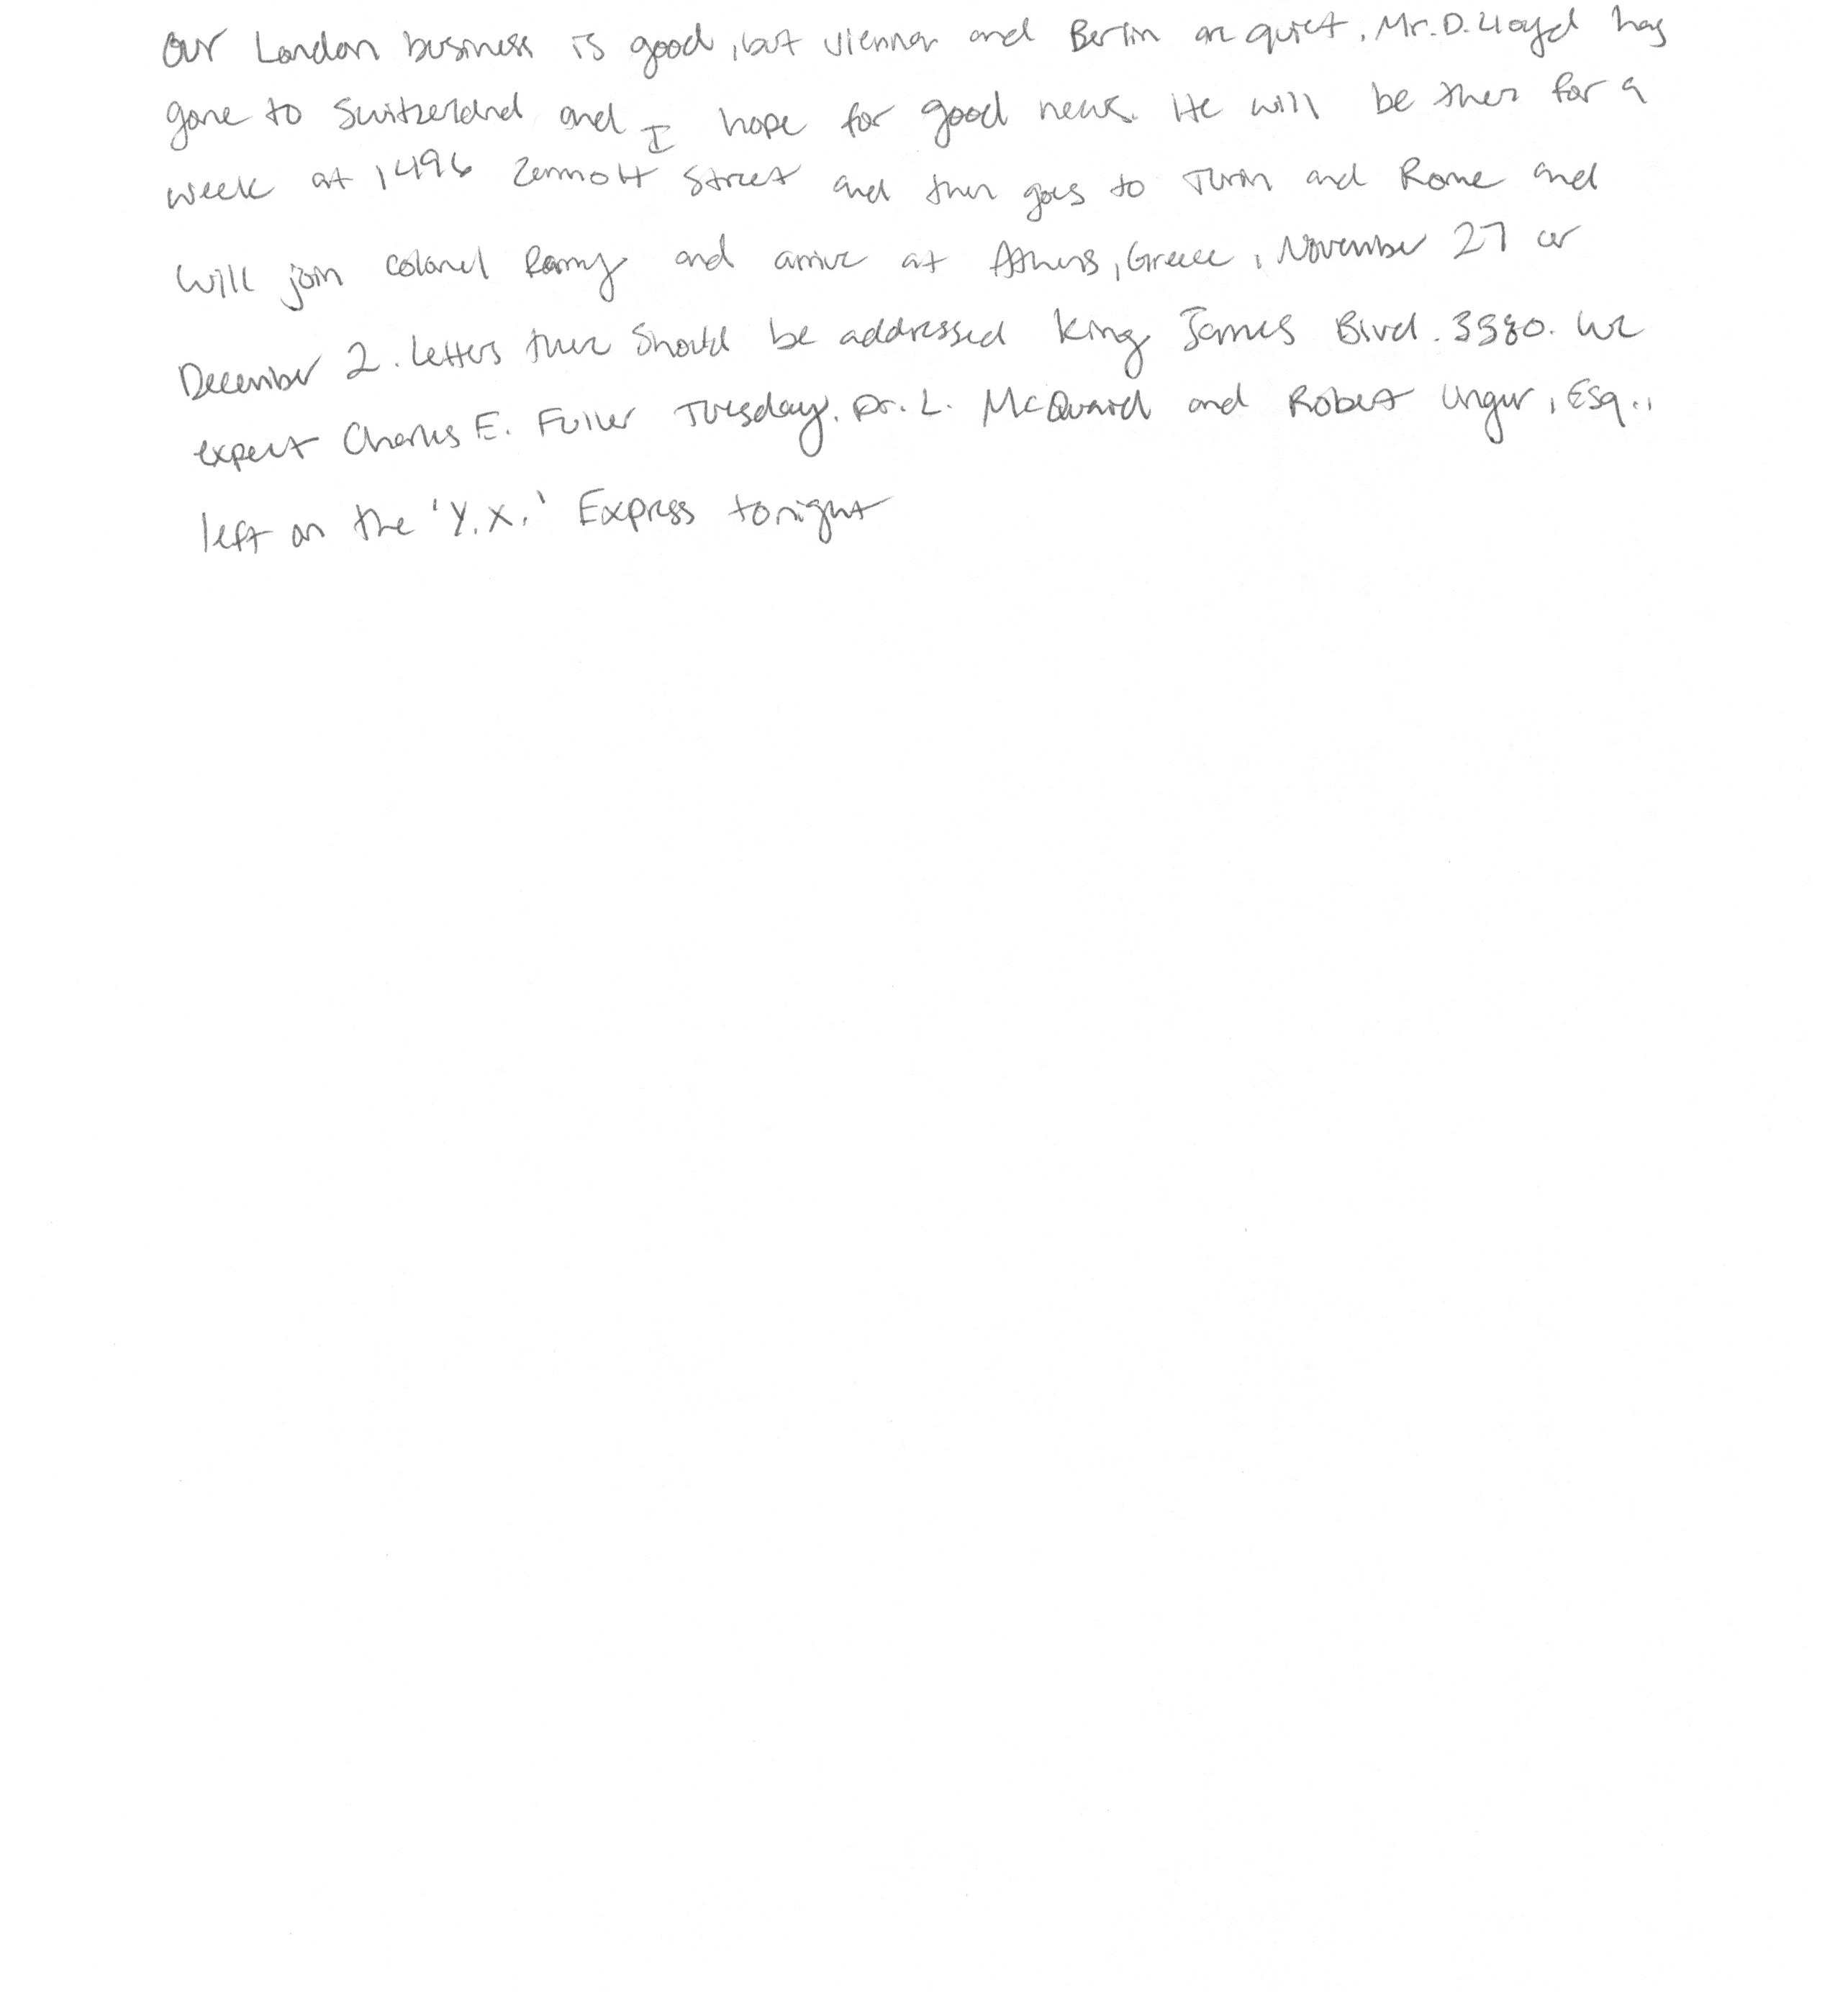 Our London business is good, but Vienna and Berlin are quiet. Mr. D. Lloyd has
gone to Switzerland and I hope for good news. He will be there for a
week at 1496 Zermott Street and then goes to Turin and Rome and
will join Colonel Parry and arrive at Athens, Greece, November 27 or
December 2. Letters there should be addressed King James Blvd. 3580. We
expect Charles E. Fuller Tuesday. Dr. L. McQuaid and Robert Unger, Esq.,
left on the 'Y.X.' Express tonight